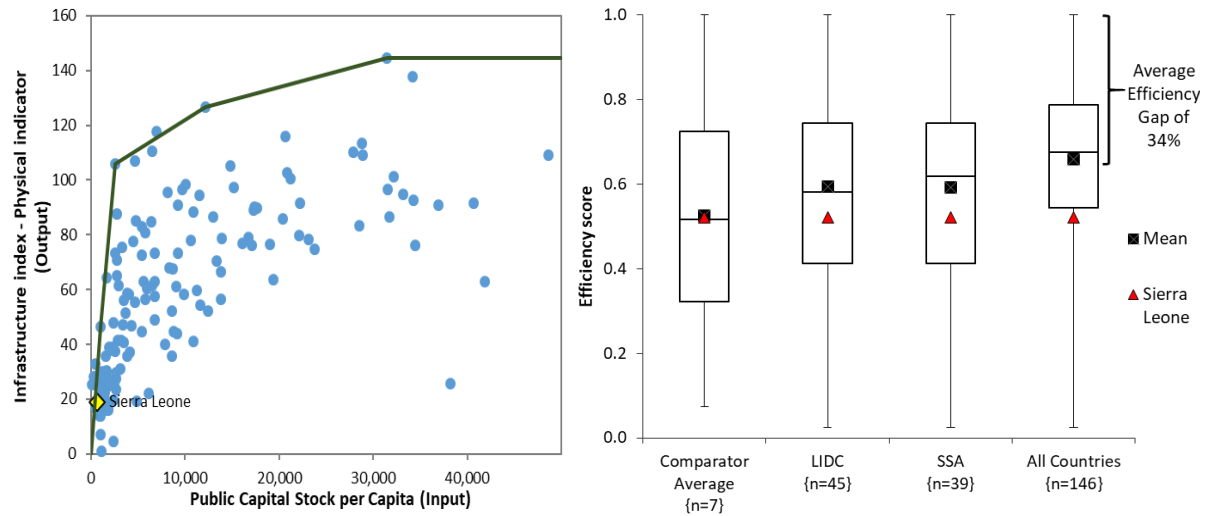 160
140
120
100
80
60
40
20
0
Infrastructure index - Physical indicator
(Output)
Sierra Leone
0
10,000
20,000
30,000
40,000
Public Capital Stock per Capita (Input)
1.0
0.8
0.6
0.4
0.2
0.0
Efficiency score
Average
Efficiency
Gap of
34%
Mean
Sierra
Leone
Comparator
Average
{n=7}
LIDC
{n=45}
SSA
{n=39}
All Countries
{n=146}